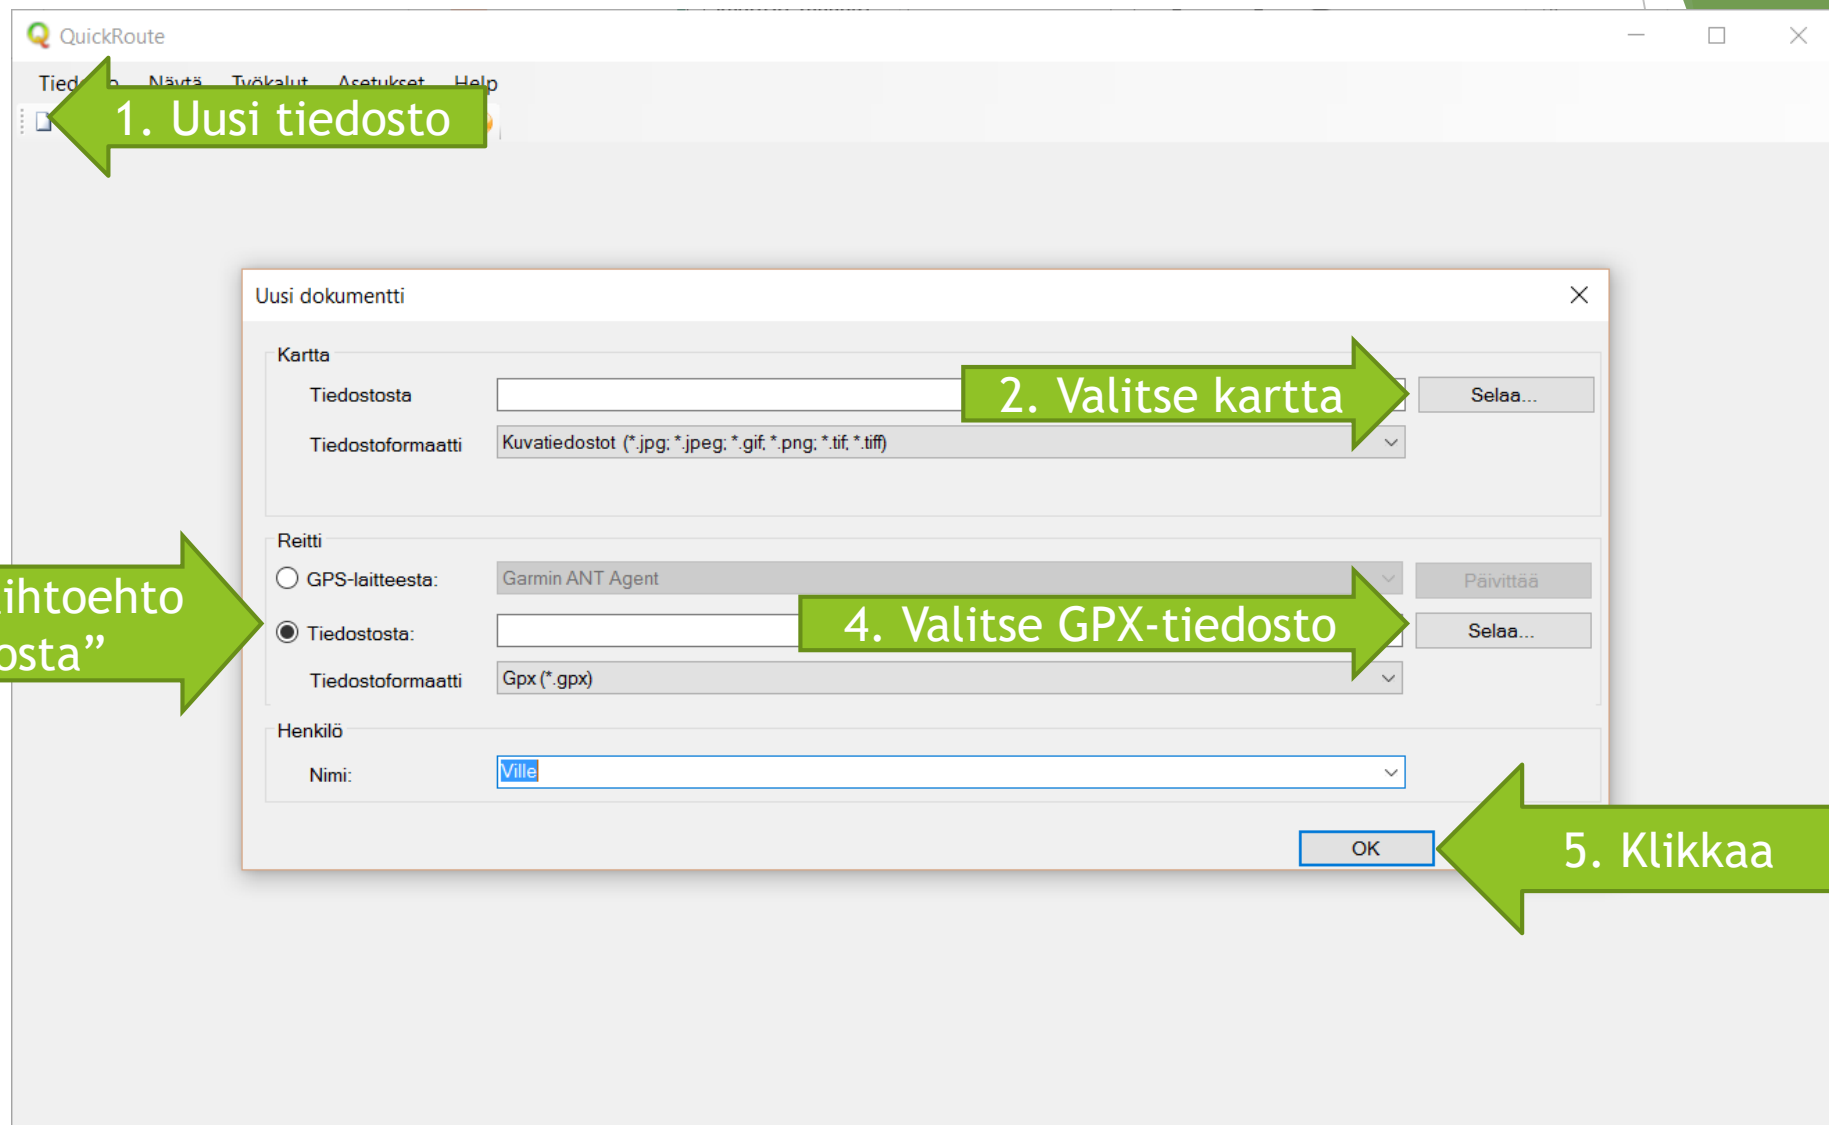 QuickRoute
Näytä Työkalut Asetukset Help
1. Uusi tiedosto
Uusi dokumentti
Kartta
Tiedostosta
2. Valitse kartta
Selaa...
Tiedostoformaatti
Kuvatiedostot (*.jpg; *.jpeg; *.gif; *.png; *.tif; *.tiff)
Reitti
GPS-laitteesta:
Garmin ANT Agent
Päivittää
ihtoehto
osta”
Tiedostosta:
4. Valitse GPX-tiedosto
Selaa...
Tiedostoformaatti
Gpx (*.gpx)
Henkilö
Nimi:
Ville
OK
5. Klikkaa